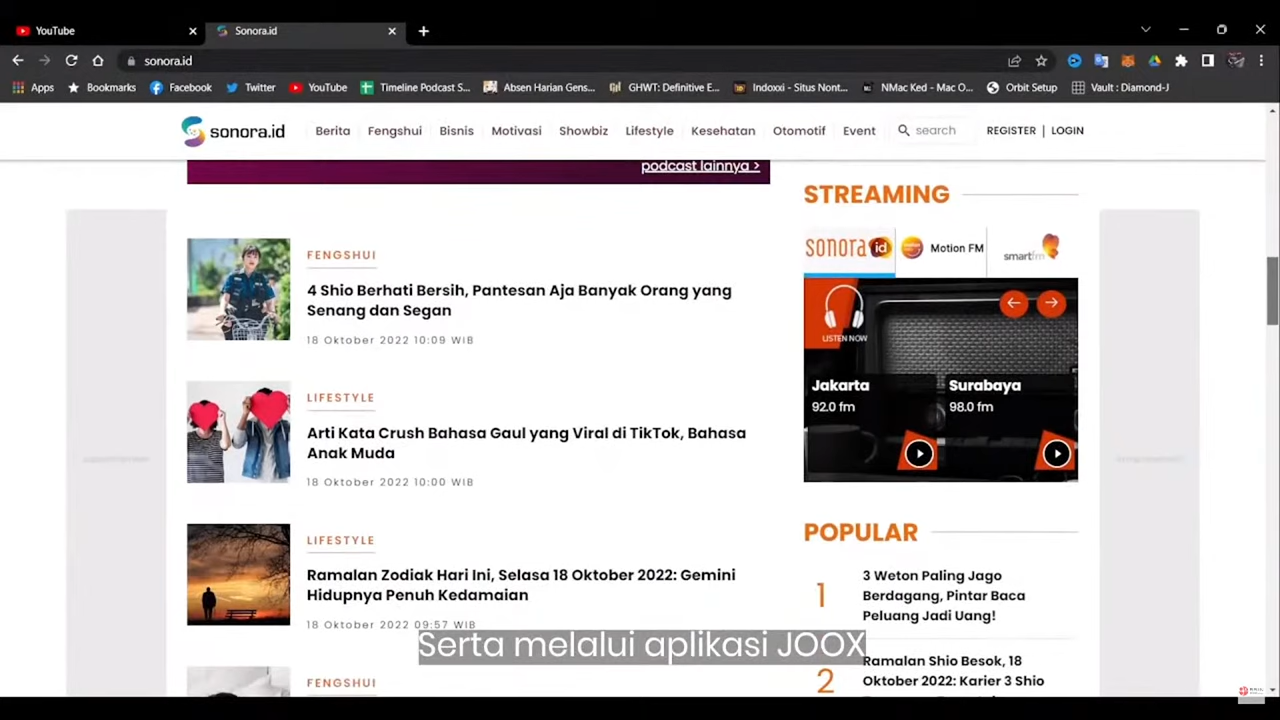 YouTube
Sonora.id
sonora.id
Apps
Bookmarks
Facebook
Twitter
YouTube
Timeline Podcast S...
Absen Harian Gens...
GHWT: Definitive E...
Indoxxi - Situs Nont...
NMac Ked - Mac O...
Orbit Setup
Vault : Diamond-J
sonora.id
Berita
Fengshui
Bisnis
Motivasi
Showbiz
Lifestyle
Kesehatan
Otomotif
Event
search
REGISTER | LOGIN
podcast lainnya >
FENGSHUI
4 Shio Berhati Bersih, Pantesan Aja Banyak Orang yang
Senang dan Segan
18 Oktober 2022 10:09 WIB
LIFESTYLE
Arti Kata Crush Bahasa Gaul yang Viral di TikTok, Bahasa
Anak Muda
18 Oktober 2022 10:00 WIB
LIFESTYLE
Ramalan Zodiak Hari Ini, Selasa 18 Oktober 2022: Gemini
Hidupnya Penuh Kedamaian
18 Oktober 2022 09:57 WIB
FENGSHUI
STREAMING
sonora id
Motion FM
smartfm
LISTEN NOW
Jakarta
92.0 fm
Surabaya
98.0 fm
POPULAR
1
3 Weton Paling Jago
Berdagang, Pintar Baca
Peluang Jadi Uang!
2
Ramalan Shio Besok, 18
Oktober 2022: Karier 3 Shio
Serta melalui aplikasi JOOX